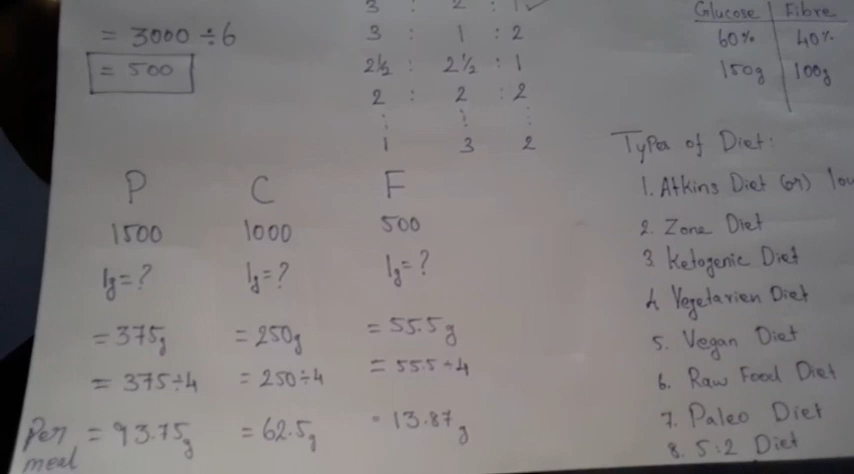 3 : 2 : 1 ✓
= 3000 ÷ 6
= 500
3 : 1 : 2
2½ : 2½ : 1
2 : 2 : 2
⋮ ⋮ ⋮
1 3 2
Glucose Fibre
60% 40%
150g 100g
P C F
1500 1000 500
1g=? 1g=? 1g=?
=375g =250g =55.5g
=375÷4 =250÷4 =55.5÷4
Per meal =93.75g =62.5g =13.87g
Types of Diet:
1. Atkins Diet (or) low
2. Zone Diet
3 Ketogenic Diet
4. Vegetarien Diet
5. Vegan Diet
6. Raw Food Diet
7. Paleo Diet
8. 5:2 Diet